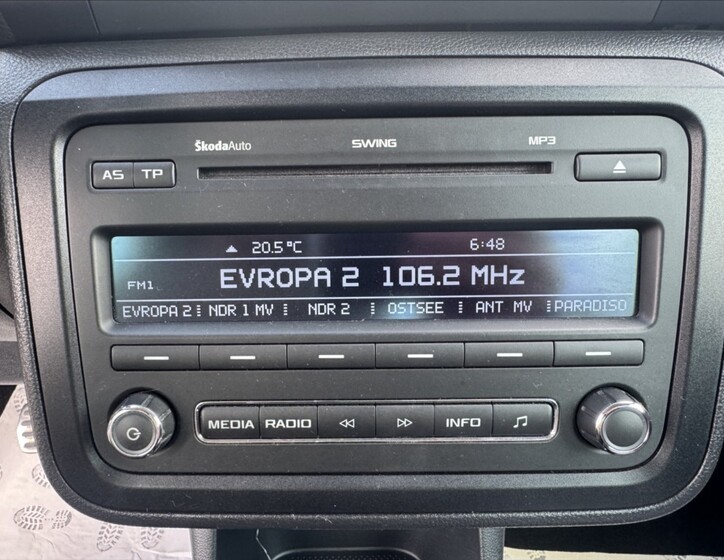 ŠkodaAuto SWING MP3
AS TP
20.5°C 6:48
FM1 EVROPA 2 106.2 MHz
EVROPA 2 NDR 1 MV NDR 2 OSTSEE ANT MV PARADISO
MEDIA RADIO INFO